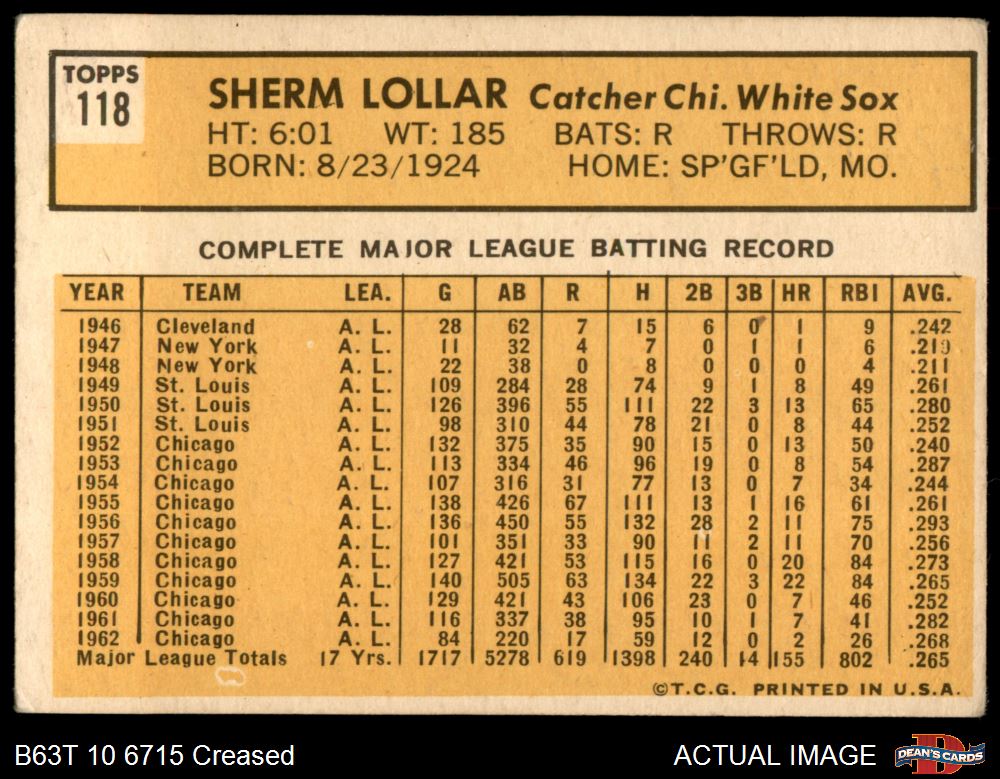 TOPPS
118
SHERM LOLLAR Catcher Chi. White Sox
HT: 6:01 WT: 185 BATS: R THROWS: R
BORN: 8/23/1924 HOME: SP'GF'LD, MO.
COMPLETE MAJOR LEAGUE BATTING RECORD
YEAR TEAM LEA. G AB R H 2B 3B HR RBI AVG.
1946 Cleveland A. L. 28 62 7 15 6 0 1 9 .242
1947 New York A. L. 11 32 4 7 0 1 1 6 .219
1948 New York A. L. 22 38 0 8 0 0 0 4 .211
1949 St. Louis A. L. 109 284 28 74 9 1 8 49 .261
1950 St. Louis A. L. 126 396 55 111 22 3 13 65 .280
1951 St. Louis A. L. 98 310 44 78 21 0 8 44 .252
1952 Chicago A. L. 132 375 35 90 15 0 13 50 .240
1953 Chicago A. L. 113 334 46 96 19 0 8 54 .287
1954 Chicago A. L. 107 316 31 77 13 0 7 34 .244
1955 Chicago A. L. 138 426 67 111 13 1 16 61 .261
1956 Chicago A. L. 136 450 55 132 28 2 11 75 .293
1957 Chicago A. L. 101 351 33 90 11 2 11 70 .256
1958 Chicago A. L. 127 421 53 115 16 0 20 84 .273
1959 Chicago A. L. 140 505 63 134 22 3 22 84 .265
1960 Chicago A. L. 129 421 43 106 23 0 7 46 .252
1961 Chicago A. L. 116 337 38 95 10 1 7 41 .282
1962 Chicago A. L. 84 220 17 59 12 0 2 26 .268
Major League Totals 17 Yrs. 1717 5278 619 1398 240 14 155 802 .265
©T.C.G. PRINTED IN U.S.A.
B63T 10 6715 Creased
ACTUAL IMAGE
DEAN'S CARDS